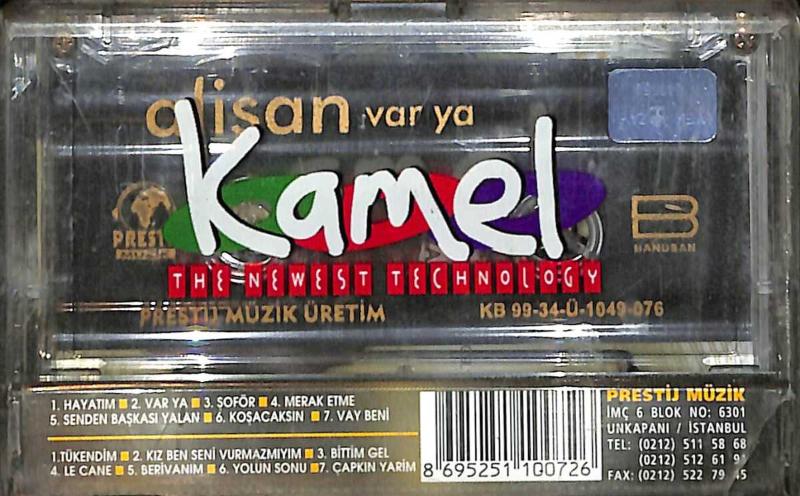 alişan var ya
Kamel
THE NEWEST TECHNOLOGY
BANDSAN
PRESTİJ MÜZİK ÜRETİM
KB 99-34-Ü-1049-076
1. HAYATIM ■ 2. VAR YA ■ 3. ŞOFÖR ■ 4. MERAK ETME
5. SENDEN BAŞKASI YALAN ■ 6. KOŞACAKSIN ■ 7. VAY BENİ
1.TÜKENDİM ■ 2. KIZ BEN SENİ VURMAZMIYIM ■ 3. BİTTİM GEL
4. LE CANE ■ 5. BERİVANIM ■ 6. YOLUN SONU ■7. ÇAPKIN YARİM
8 695251 100726
PRESTİJ MÜZİK
İMÇ 6 BLOK NO: 6301
UNKAPANI / İSTANBUL
TEL: (0212) 511 58 68
(0212) 512 61 9
FAX: (0212) 522 79 45